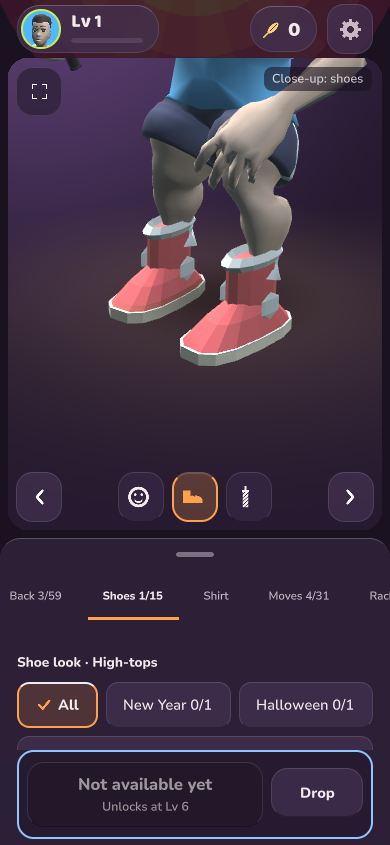 Lv 1
0
Close-up: shoes
Back 3/59
Shoes 1/15
Shirt
Moves 4/31
Shoe look · High-tops
All
New Year 0/1
Halloween 0/1
Not available yet
Unlocks at Lv 6
Drop